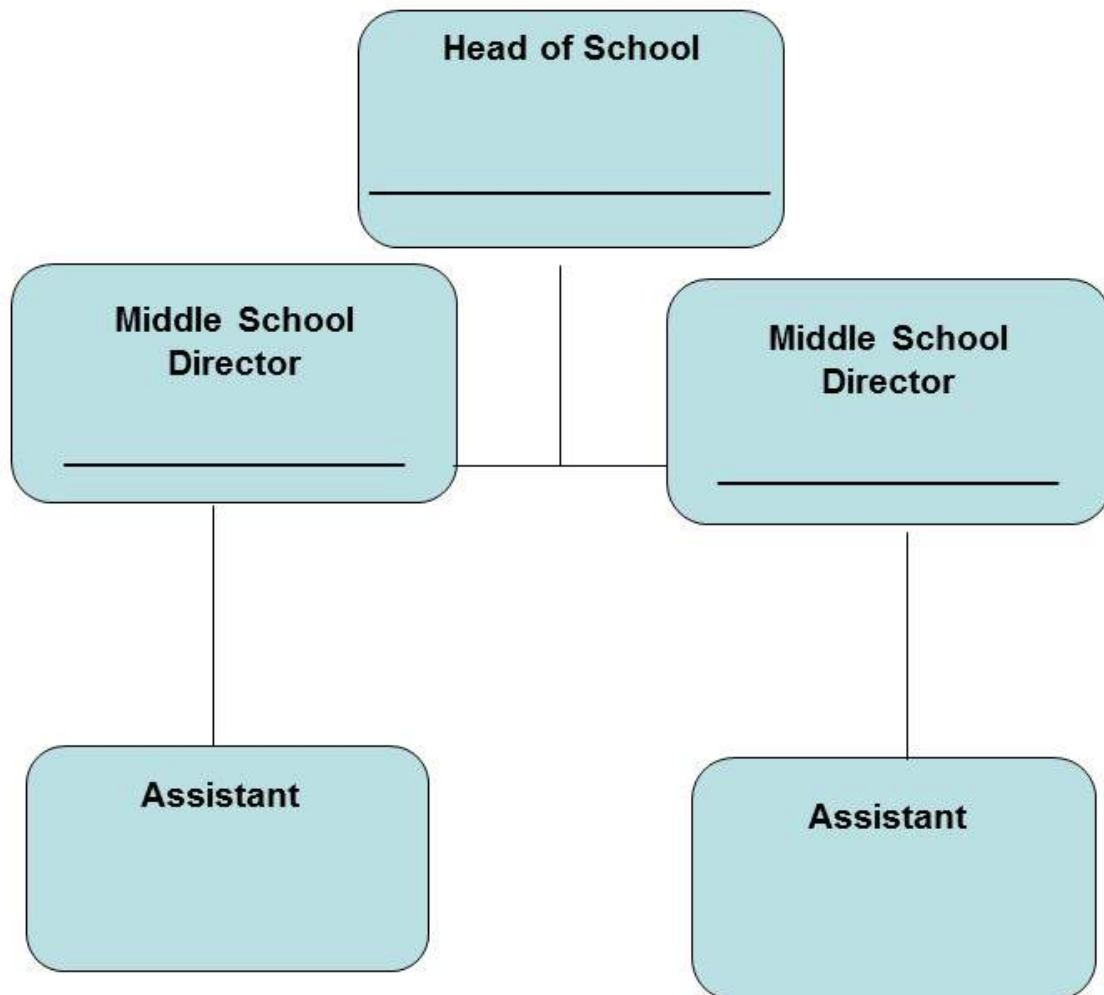 Head of School
Middle School
Director
Middle School
Director
Assistant
Assistant